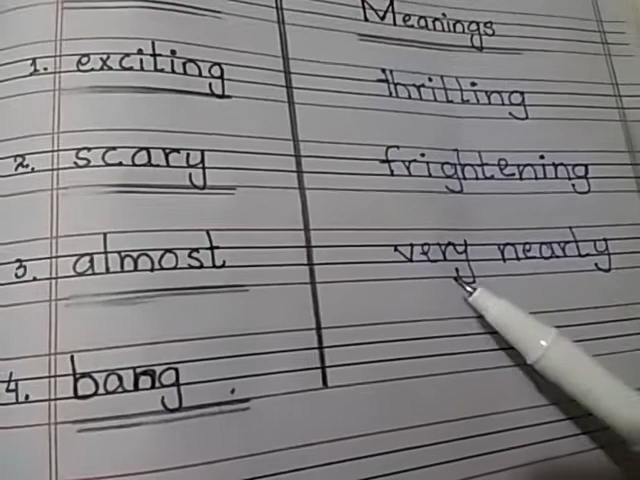 Meanings
1. exciting thrilling
2. scary frightening
3. almost very nearly
4. bang .